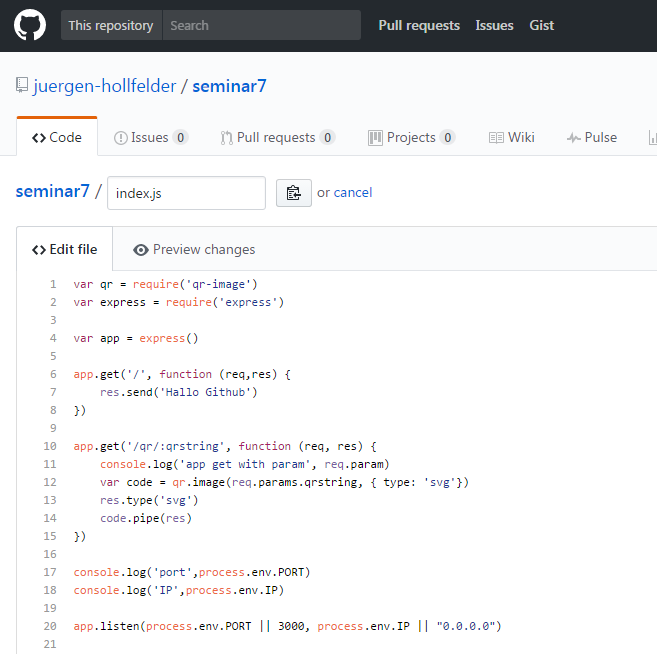 This repository Search Pull requests Issues Gist
juergen-hollfelder / seminar7
Code Issues 0 Pull requests 0 Projects 0 Wiki Pulse
seminar7 / index.js or cancel
Edit file Preview changes
1 var qr = require('qr-image')
2 var express = require('express')
3
4 var app = express()
5
6 app.get('/', function (req,res) {
7     res.send('Hallo Github')
8 })
9
10 app.get('/qr/:qrstring', function (req, res) {
11     console.log('app get with param', req.param)
12     var code = qr.image(req.params.qrstring, { type: 'svg'})
13     res.type('svg')
14     code.pipe(res)
15 })
16
17 console.log('port',process.env.PORT)
18 console.log('IP',process.env.IP)
19
20 app.listen(process.env.PORT || 3000, process.env.IP || "0.0.0.0")
21